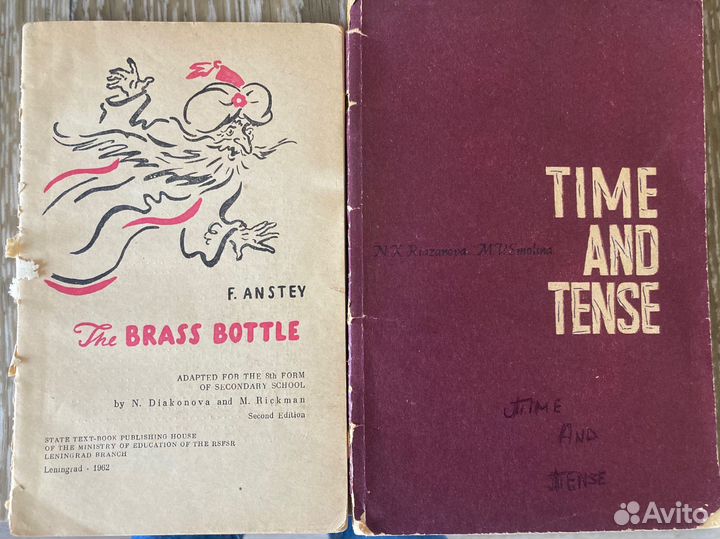 F. ANSTEY
The BRASS BOTTLE
ADAPTED FOR THE 8th FORM
OF SECONDARY SCHOOL
by N. Diakonova and M. Rickman
Second Edition
STATE TEXT-BOOK PUBLISHING HOUSE
OF THE MINISTRY OF EDUCATION OF THE RSFSR
LENINGRAD BRANCH
Leningrad · 1962
TIME
AND
TENSE
N.K. Riazanova M.V. Smolina
TIME
AND
TENSE
Avito